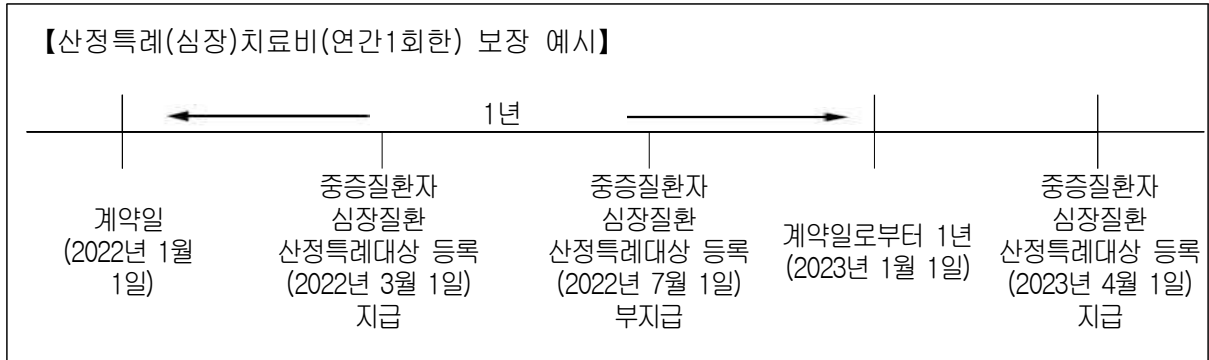 【산정특례(심장)치료비(연간1회한) 보장 예시】
1년
계약일
(2022년 1월
1일)
중증질환자
심장질환
산정특례대상 등록
(2022년 3월 1일)
지급
중증질환자
심장질환
산정특례대상 등록
(2022년 7월 1일)
부지급
계약일로부터 1년
(2023년 1월 1일)
중증질환자
심장질환
산정특례대상 등록
(2023년 4월 1일)
지급